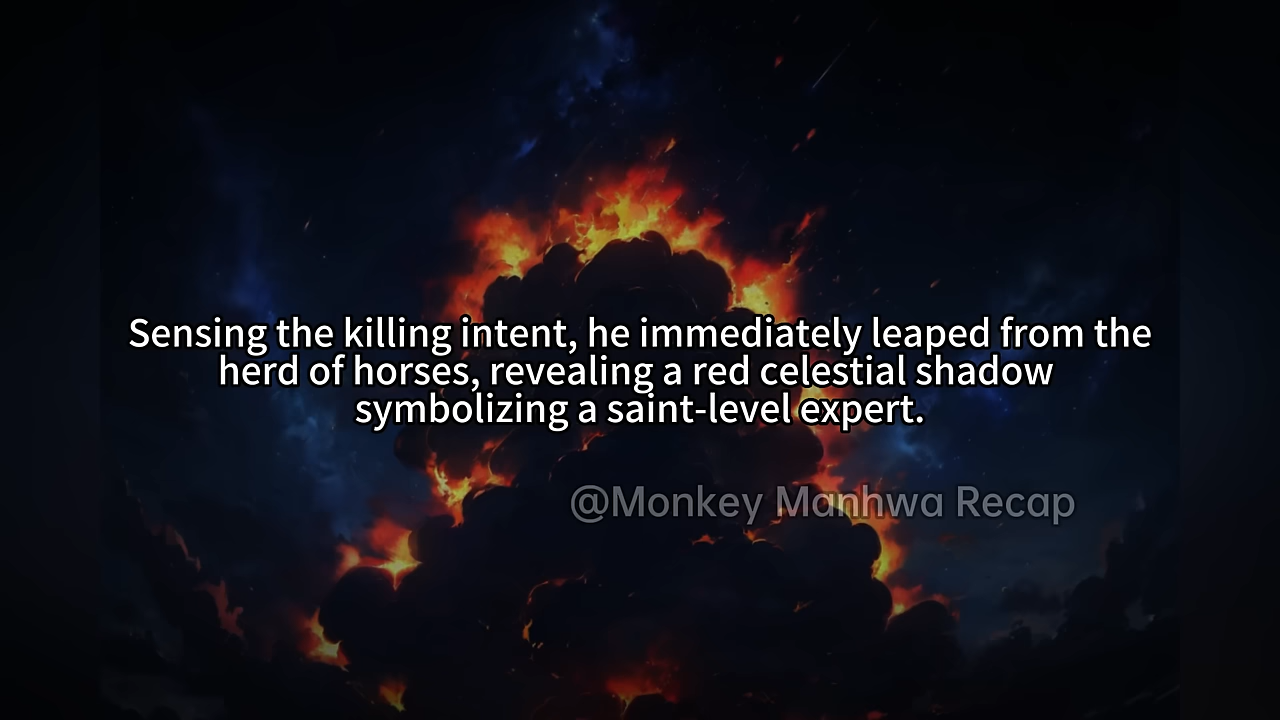 Sensing the killing intent, he immediately leaped from the
herd of horses, revealing a red celestial shadow
symbolizing a saint-level expert.
@Monkey Manhwa Recap